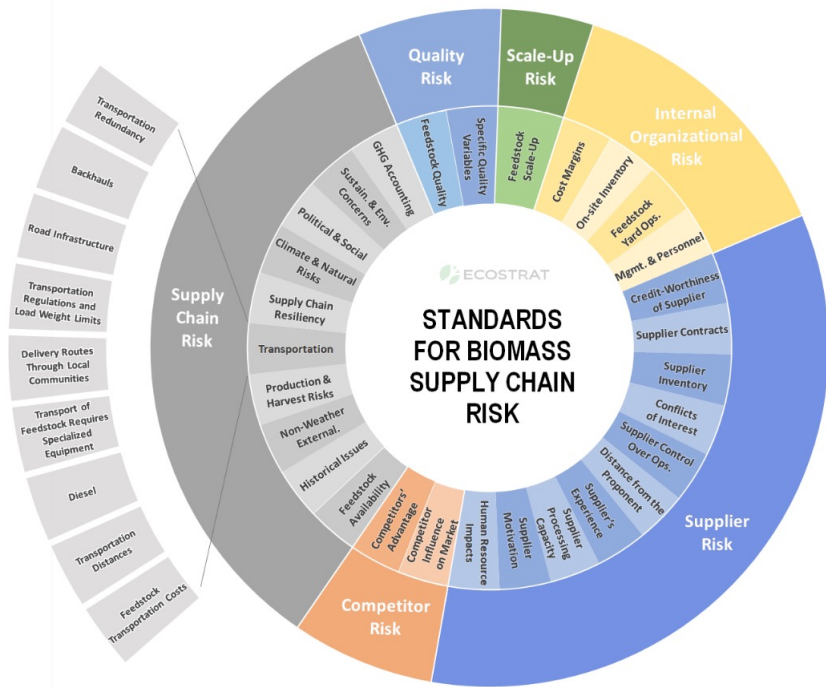 Transportation
Redundancy
Backhauls
Road Infrastructure
Transportation
Regulations and
Load Weight Limits
Delivery Routes
Through Local
Communities
Transport of
Feedstock Requires
Specialized
Equipment
Diesel
Transportation
Distances
Feedstock
Transportation Costs
Supply
Chain
Risk
Quality
Risk
Scale-Up
Risk
Internal
Organizational
Risk
Supplier
Risk
Competitor
Risk
GHG Accounting
Sustain. & Env.
Concerns
Political & Social
Climate & Natural
Risks
Supply Chain
Resiliency
Transportation
Production &
Harvest Risks
Non-Weather
External.
Historical Issues
Feedstock
Availability
Feedstock Quality
Specific Quality
Variables
Feedstock
Scale-Up
Cost Margins
On-site Inventory
Feedstock
Yard Ops.
Mgmt. & Personnel
Credit-Worthiness
of Supplier
Supplier Contracts
Supplier
Inventory
Conflicts
of Interest
Supplier Control
Over Ops.
Distance from the
Proponent
Supplier's
Experience
Supplier
Processing
Capacity
Supplier
Motivation
Human Resource
Impacts
Competitor
Influence
on Market
Competitors'
Advantage
ECOSTRAT
STANDARDS
FOR BIOMASS
SUPPLY CHAIN
RISK